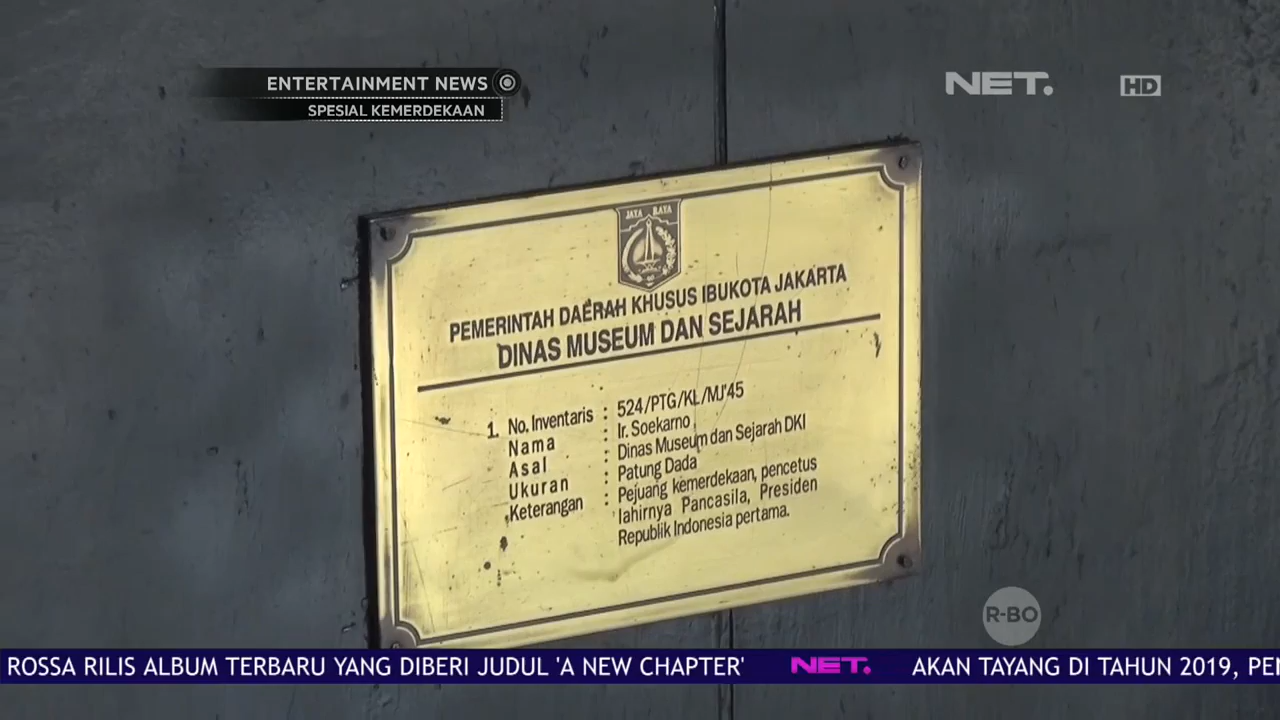 ENTERTAINMENT NEWS
SPESIAL KEMERDEKAAN
NET.
HD
JAYA RAYA
PEMERINTAH DAERAH KHUSUS IBUKOTA JAKARTA
DINAS MUSEUM DAN SEJARAH
1. No. Inventaris : 524/PTG/KL/MJ'45
Nama : Ir. Soekarno
Asal : Dinas Museum dan Sejarah DKI
Ukuran : Patung Dada
Keterangan : Pejuang kemerdekaan, pencetus
lahirnya Pancasila, Presiden
Republik Indonesia pertama.
R-BO
ROSSA RILIS ALBUM TERBARU YANG DIBERI JUDUL 'A NEW CHAPTER' NET. AKAN TAYANG DI TAHUN 2019,